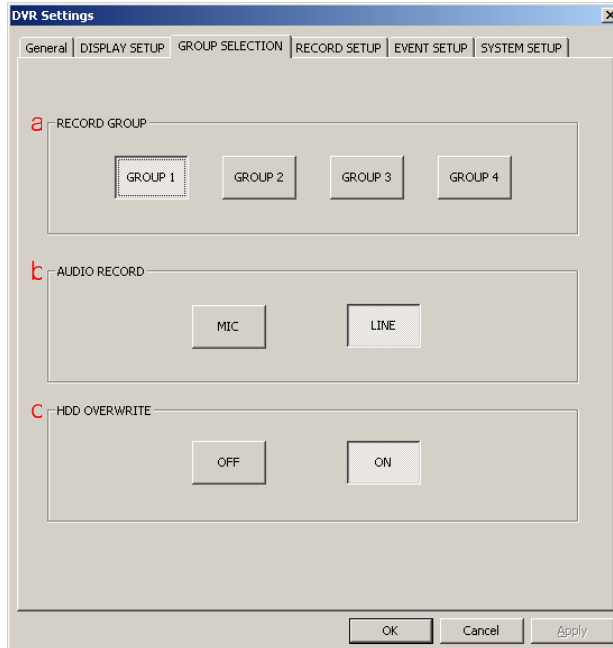 DVR Settings
General DISPLAY SETUP GROUP SELECTION RECORD SETUP EVENT SETUP SYSTEM SETUP
a RECORD GROUP
GROUP 1 GROUP 2 GROUP 3 GROUP 4
b AUDIO RECORD
MIC LINE
c HDD OVERWRITE
OFF ON
OK Cancel Apply